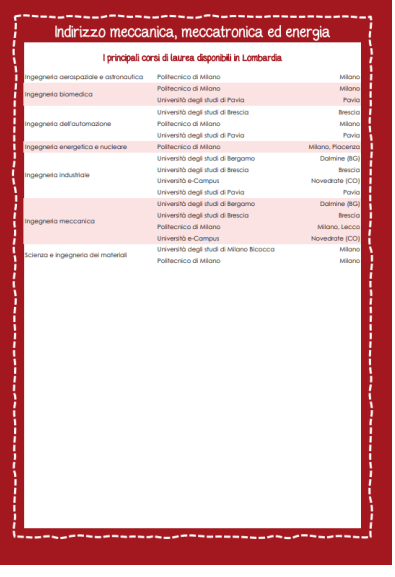 Indirizzo meccanica, meccatronica ed energia
I principali corsi di laurea disponibili in Lombardia
Ingegneria aerospaziale e astronautica Politecnico di Milano Milano
Ingegneria biomedica Politecnico di Milano Milano
Università degli studi di Pavia Pavia
Ingegneria dell'automazione Università degli studi di Brescia Brescia
Politecnico di Milano Milano
Università degli studi di Pavia Pavia
Ingegneria energetica e nucleare Politecnico di Milano Milano, Piacenza
Ingegneria industriale Università degli studi di Bergamo Dalmine (BG)
Università degli studi di Brescia Brescia
Università e-Campus Novedrate (CO)
Università degli studi di Pavia Pavia
Ingegneria meccanica Università degli studi di Bergamo Dalmine (BG)
Università degli studi di Brescia Brescia
Politecnico di Milano Milano, Lecco
Università e-Campus Novedrate (CO)
Scienza e ingegneria dei materiali Università degli studi di Milano Bicocca Milano
Politecnico di Milano Milano